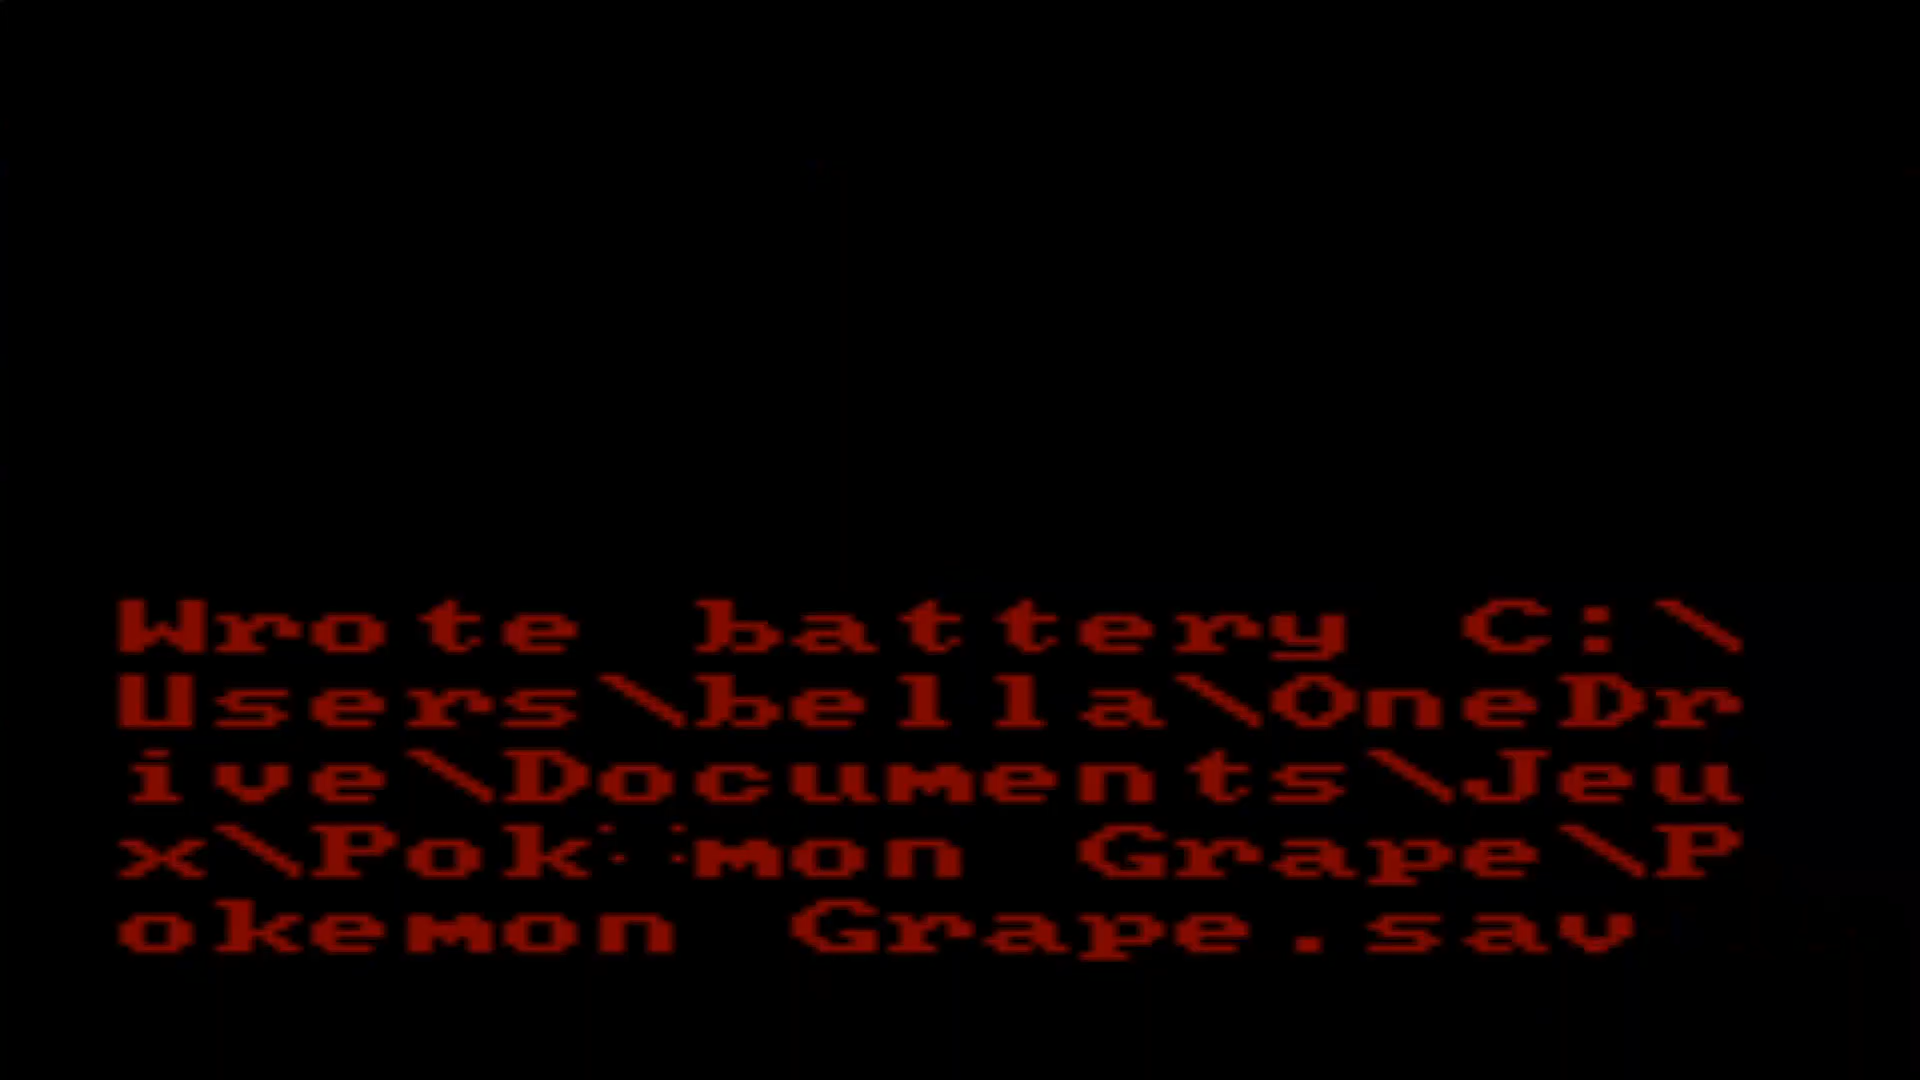 Wrote battery C:\
Users\bella\OneDr
ive\Documents\Jeu
x\Pok mon Grape\P
okemon Grape.sav